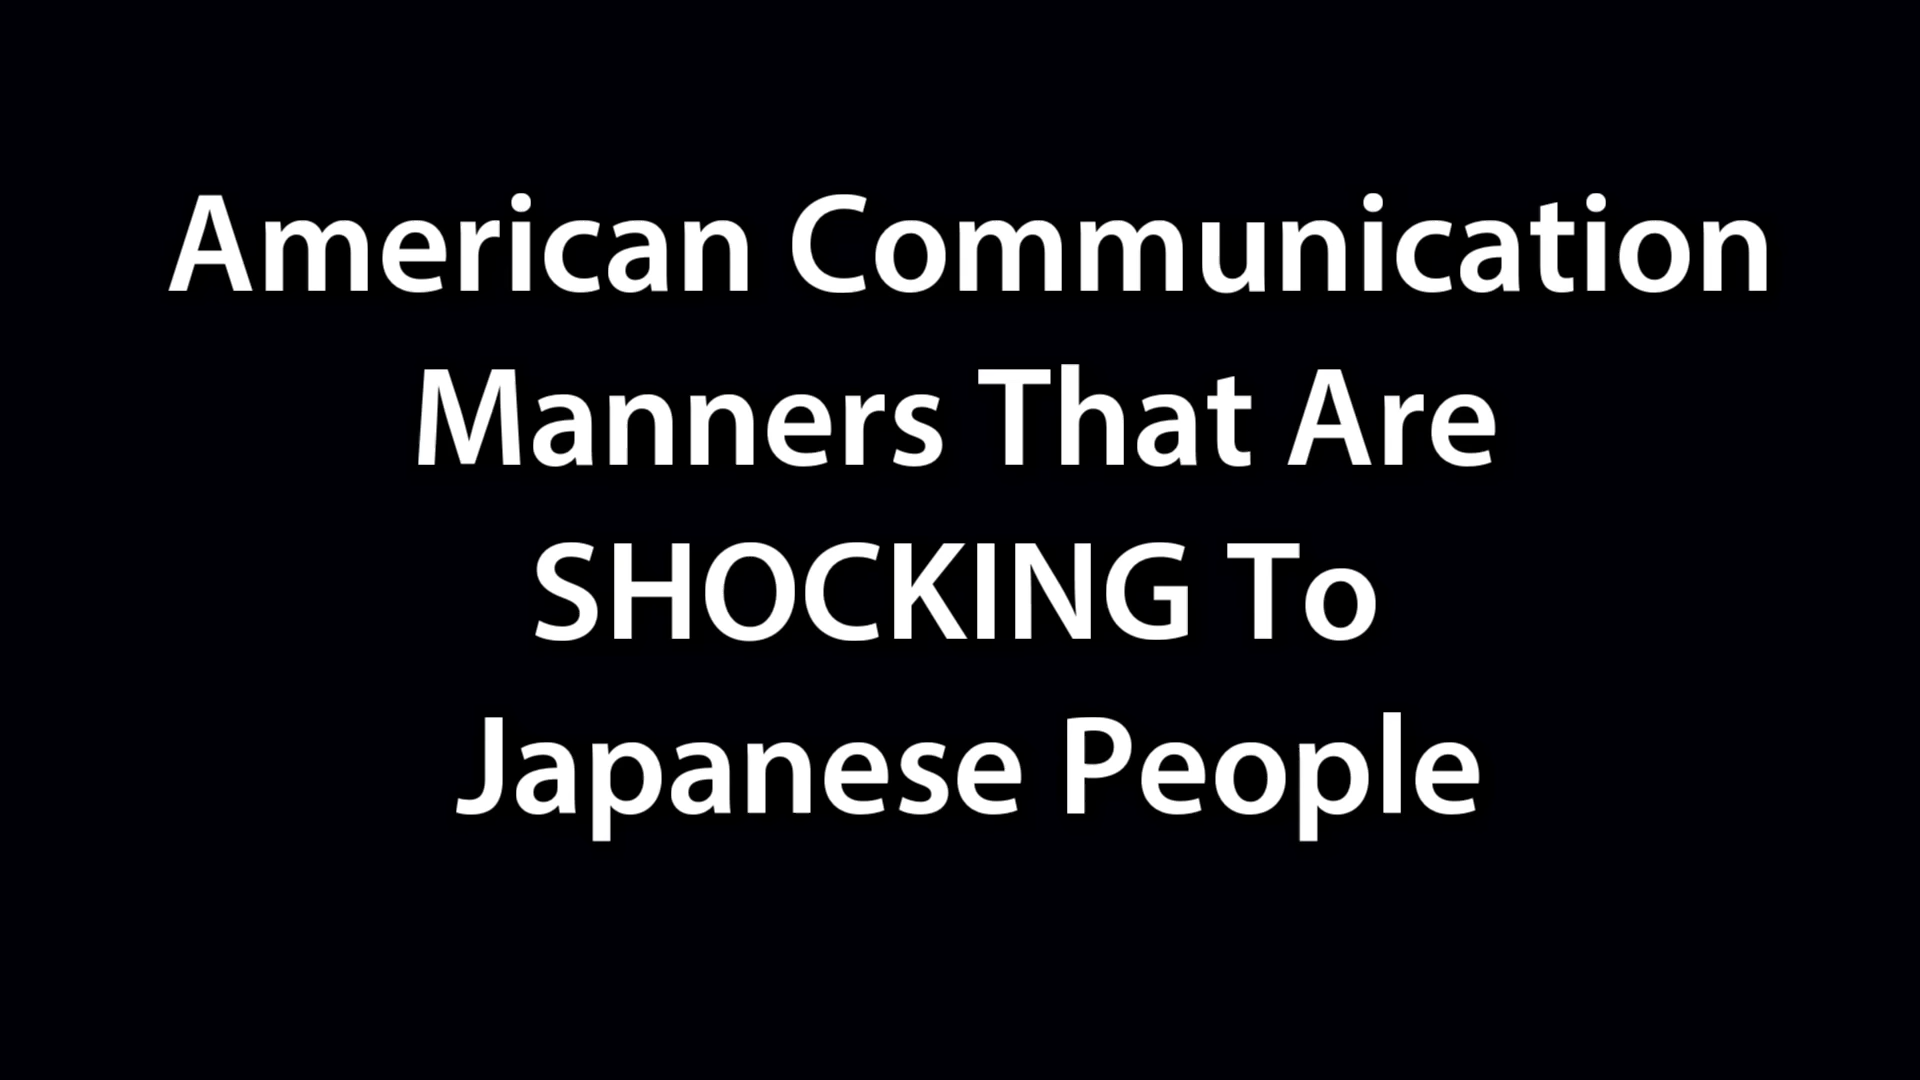 American Communication
Manners That Are
SHOCKING To
Japanese People